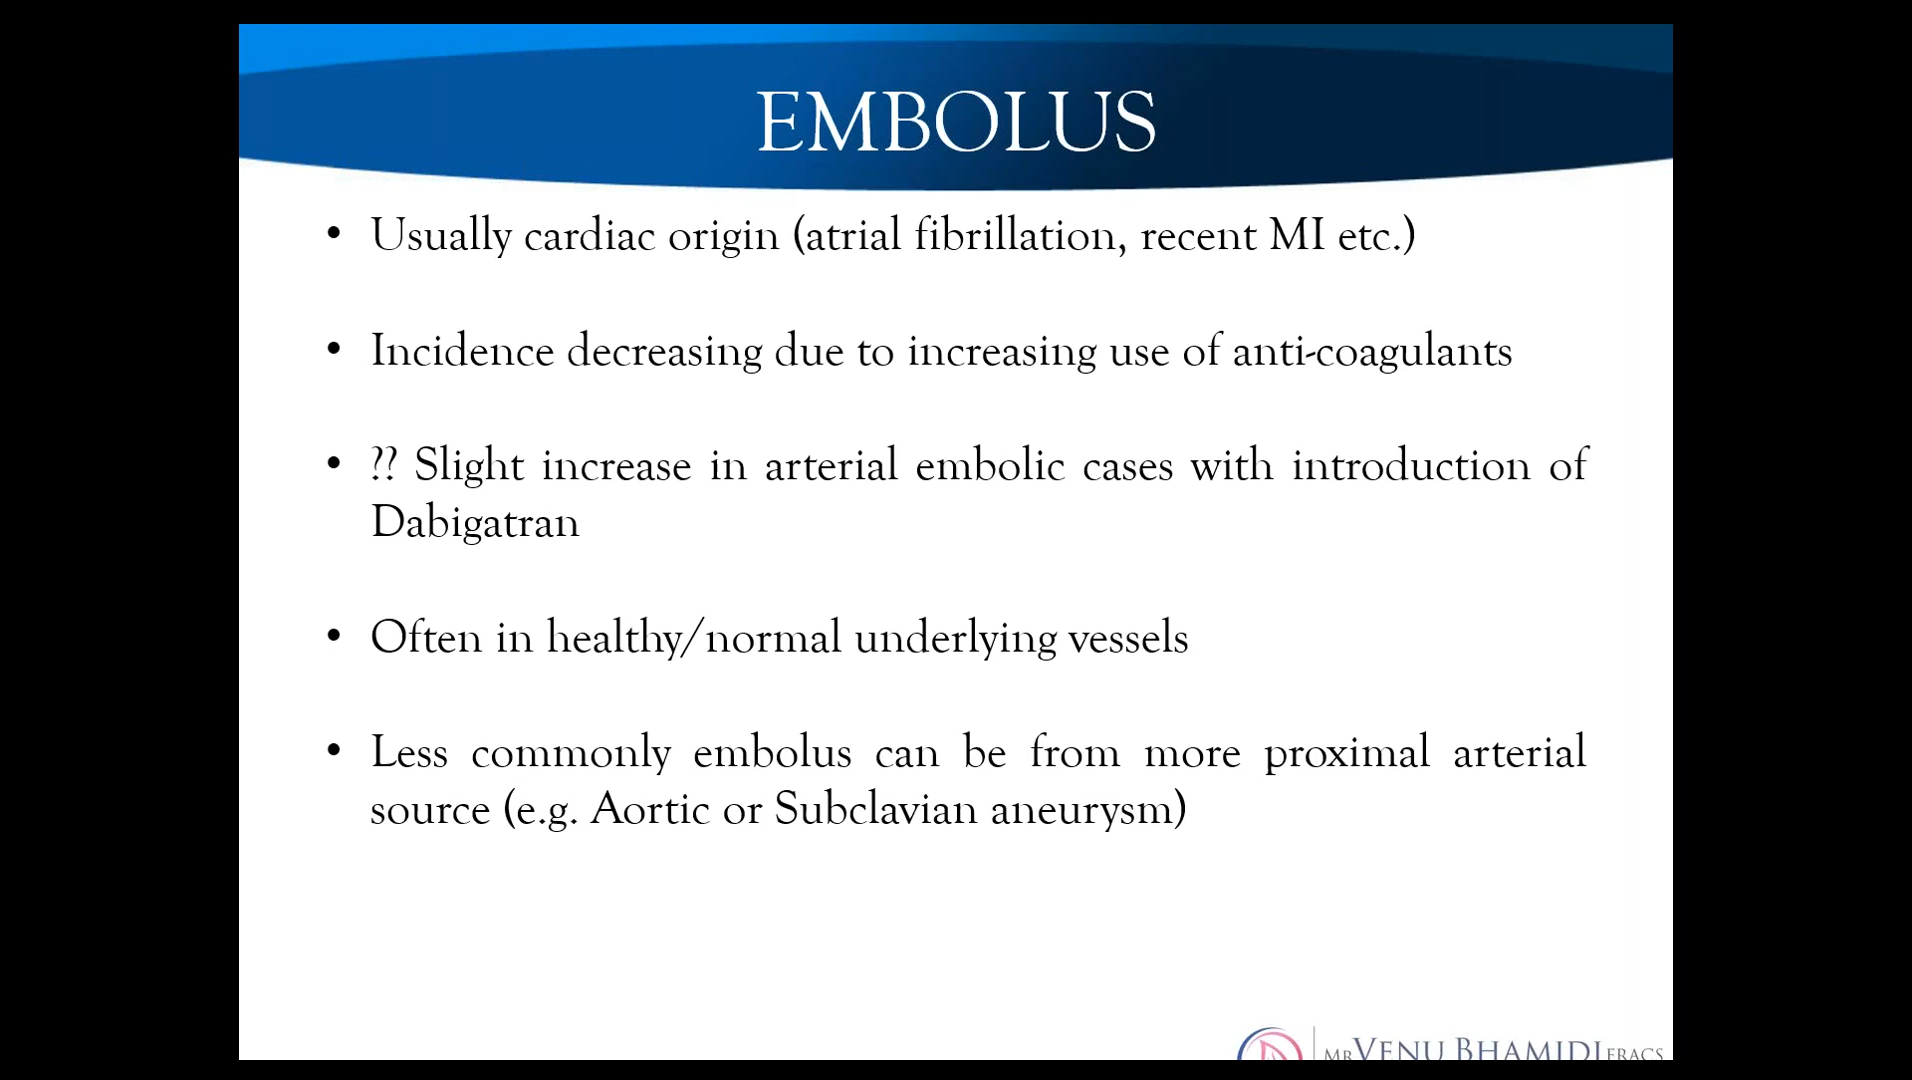 EMBOLUS
• Usually cardiac origin (atrial fibrillation, recent MI etc.)
• Incidence decreasing due to increasing use of anti-coagulants
• ?? Slight increase in arterial embolic cases with introduction of
Dabigatran
• Often in healthy/normal underlying vessels
• Less commonly embolus can be from more proximal arterial
source (e.g. Aortic or Subclavian aneurysm)
MR VENU BHAMIDI FRACS